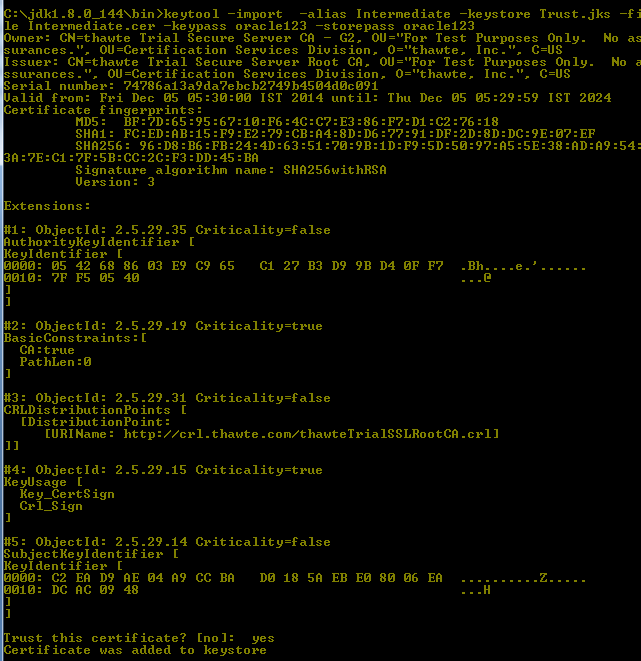 C:\jdk1.8.0_144\bin>keytool -import  -alias Intermediate -keystore Trust.jks -fi
le Intermediate.cer -keypass oracle123 -storepass oracle123
Owner: CN=thawte Trial Secure Server CA - G2, OU="For Test Purposes Only.  No as
surances.", OU=Certification Services Division, O="thawte, Inc.", C=US
Issuer: CN=thawte Trial Secure Server Root CA, OU="For Test Purposes Only.  No a
ssurances.", OU=Certification Services Division, O="thawte, Inc.", C=US
Serial number: 74786a13a9da7ebcb2749b4504d0c091
Valid from: Fri Dec 05 05:30:00 IST 2014 until: Thu Dec 05 05:29:59 IST 2024
Certificate fingerprints:
         MD5:  BF:7D:65:95:67:10:F6:4C:C7:E3:86:F7:D1:C2:76:18
         SHA1: FC:ED:AB:15:F9:E2:79:CB:A4:8D:D6:77:91:DF:2D:8D:DC:9E:07:EF
         SHA256: 96:D8:B6:FB:24:4D:63:51:70:9B:1D:F9:5D:50:97:A5:5E:38:AD:A9:54:
3A:7E:C1:7F:5B:CC:2C:F3:DD:45:BA
         Signature algorithm name: SHA256withRSA
         Version: 3
Extensions:
#1: ObjectId: 2.5.29.35 Criticality=false
AuthorityKeyIdentifier [
KeyIdentifier [
0000: 05 42 68 86 03 E9 C9 65   C1 27 B3 D9 9B D4 0F F7  .Bh....e.'......
0010: 7F F5 05 40                                        ...@
]
]
#2: ObjectId: 2.5.29.19 Criticality=true
BasicConstraints:[
  CA:true
  PathLen:0
]
#3: ObjectId: 2.5.29.31 Criticality=false
CRLDistributionPoints [
  [DistributionPoint:
     [URIName: http://crl.thawte.com/thawteTrialSSLRootCA.crl]
]]
#4: ObjectId: 2.5.29.15 Criticality=true
KeyUsage [
  Key_CertSign
  Crl_Sign
]
#5: ObjectId: 2.5.29.14 Criticality=false
SubjectKeyIdentifier [
KeyIdentifier [
0000: C2 EA D9 AE 04 A9 CC BA   D0 18 5A EB E0 80 06 EA  ..........Z.....
0010: DC AC 09 48                                        ...H
]
]
Trust this certificate? [no]:  yes
Certificate was added to keystore